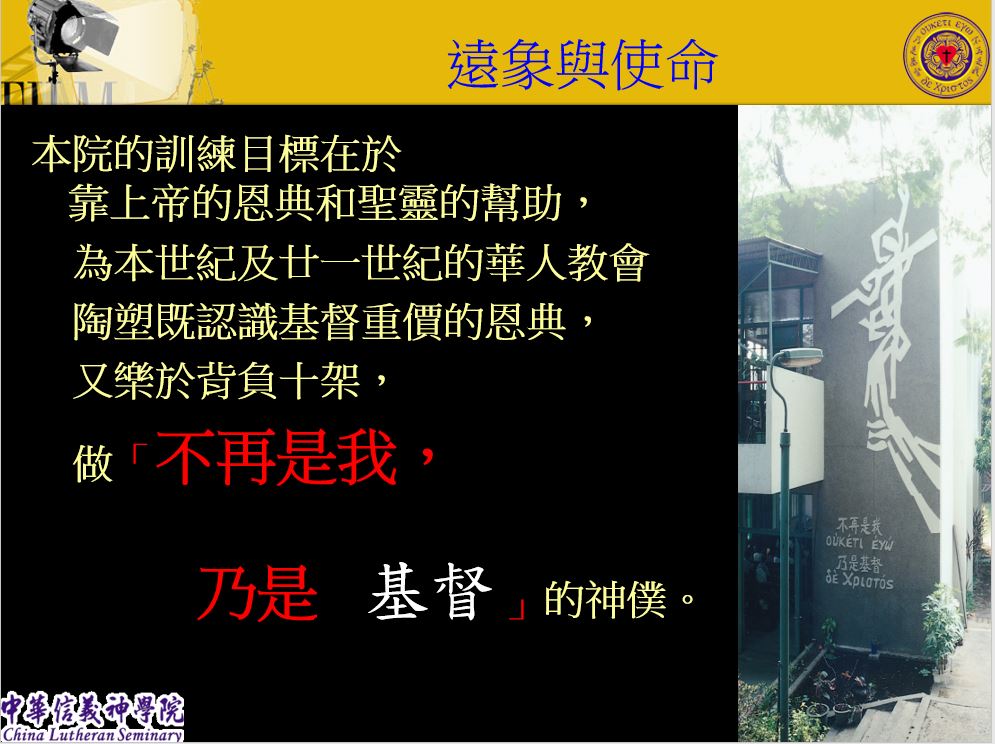 遠象與使命
οὐκέτι ἐγώ
δὲ Χριστός
本院的訓練目標在於
靠上帝的恩典和聖靈的幫助，
為本世紀及廿一世紀的華人教會
陶塑既認識基督重價的恩典，
又樂於背負十架，
做「不再是我，
乃是 基督」的神僕。
不再是我
οὐκέτι ἐγώ
乃是基督
δὲ Χριστός
中華信義神學院
China Lutheran Seminary